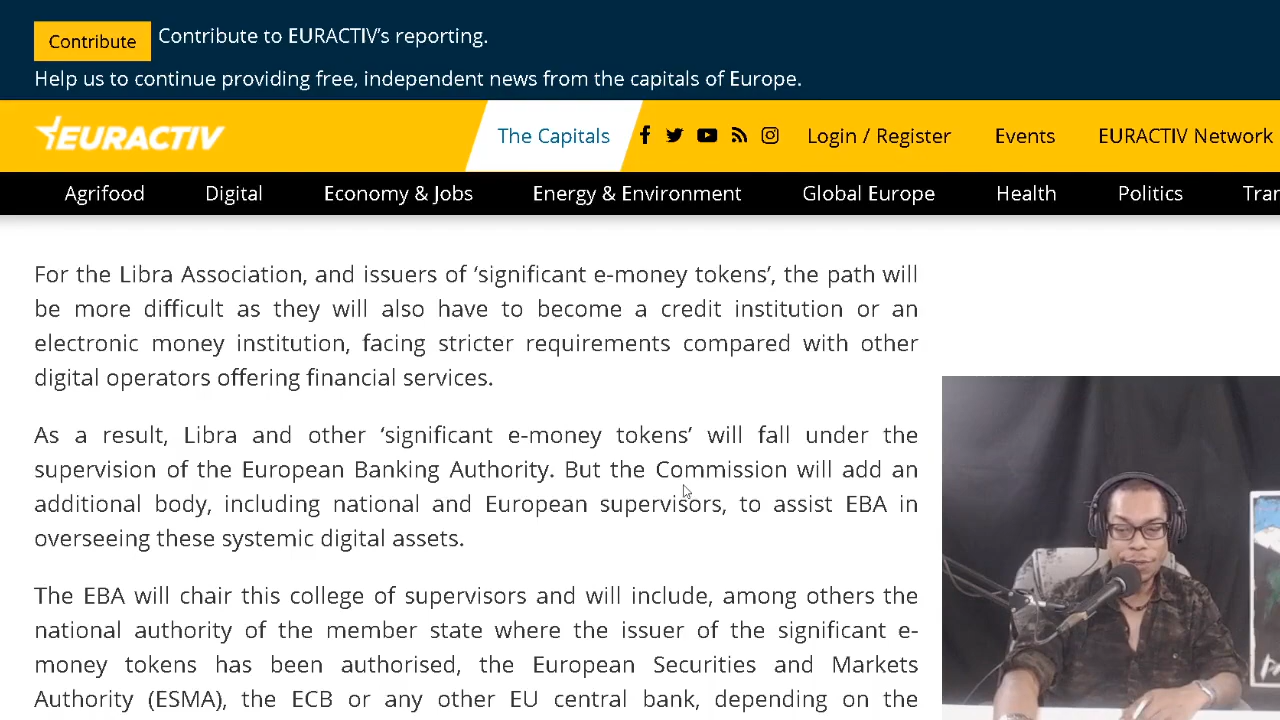 Contribute
Contribute to EURACTIV’s reporting.
Help us to continue providing free, independent news from the capitals of Europe.
EURACTIV
The Capitals
Login / Register
Events
EURACTIV Network
Agrifood
Digital
Economy & Jobs
Energy & Environment
Global Europe
Health
Politics
Tran
For the Libra Association, and issuers of ‘significant e-money tokens’, the path will
be more difficult as they will also have to become a credit institution or an
electronic money institution, facing stricter requirements compared with other
digital operators offering financial services.
As a result, Libra and other ‘significant e-money tokens’ will fall under the
supervision of the European Banking Authority. But the Commission will add an
additional body, including national and European supervisors, to assist EBA in
overseeing these systemic digital assets.
The EBA will chair this college of supervisors and will include, among others the
national authority of the member state where the issuer of the significant e-
money tokens has been authorised, the European Securities and Markets
Authority (ESMA), the ECB or any other EU central bank, depending on the